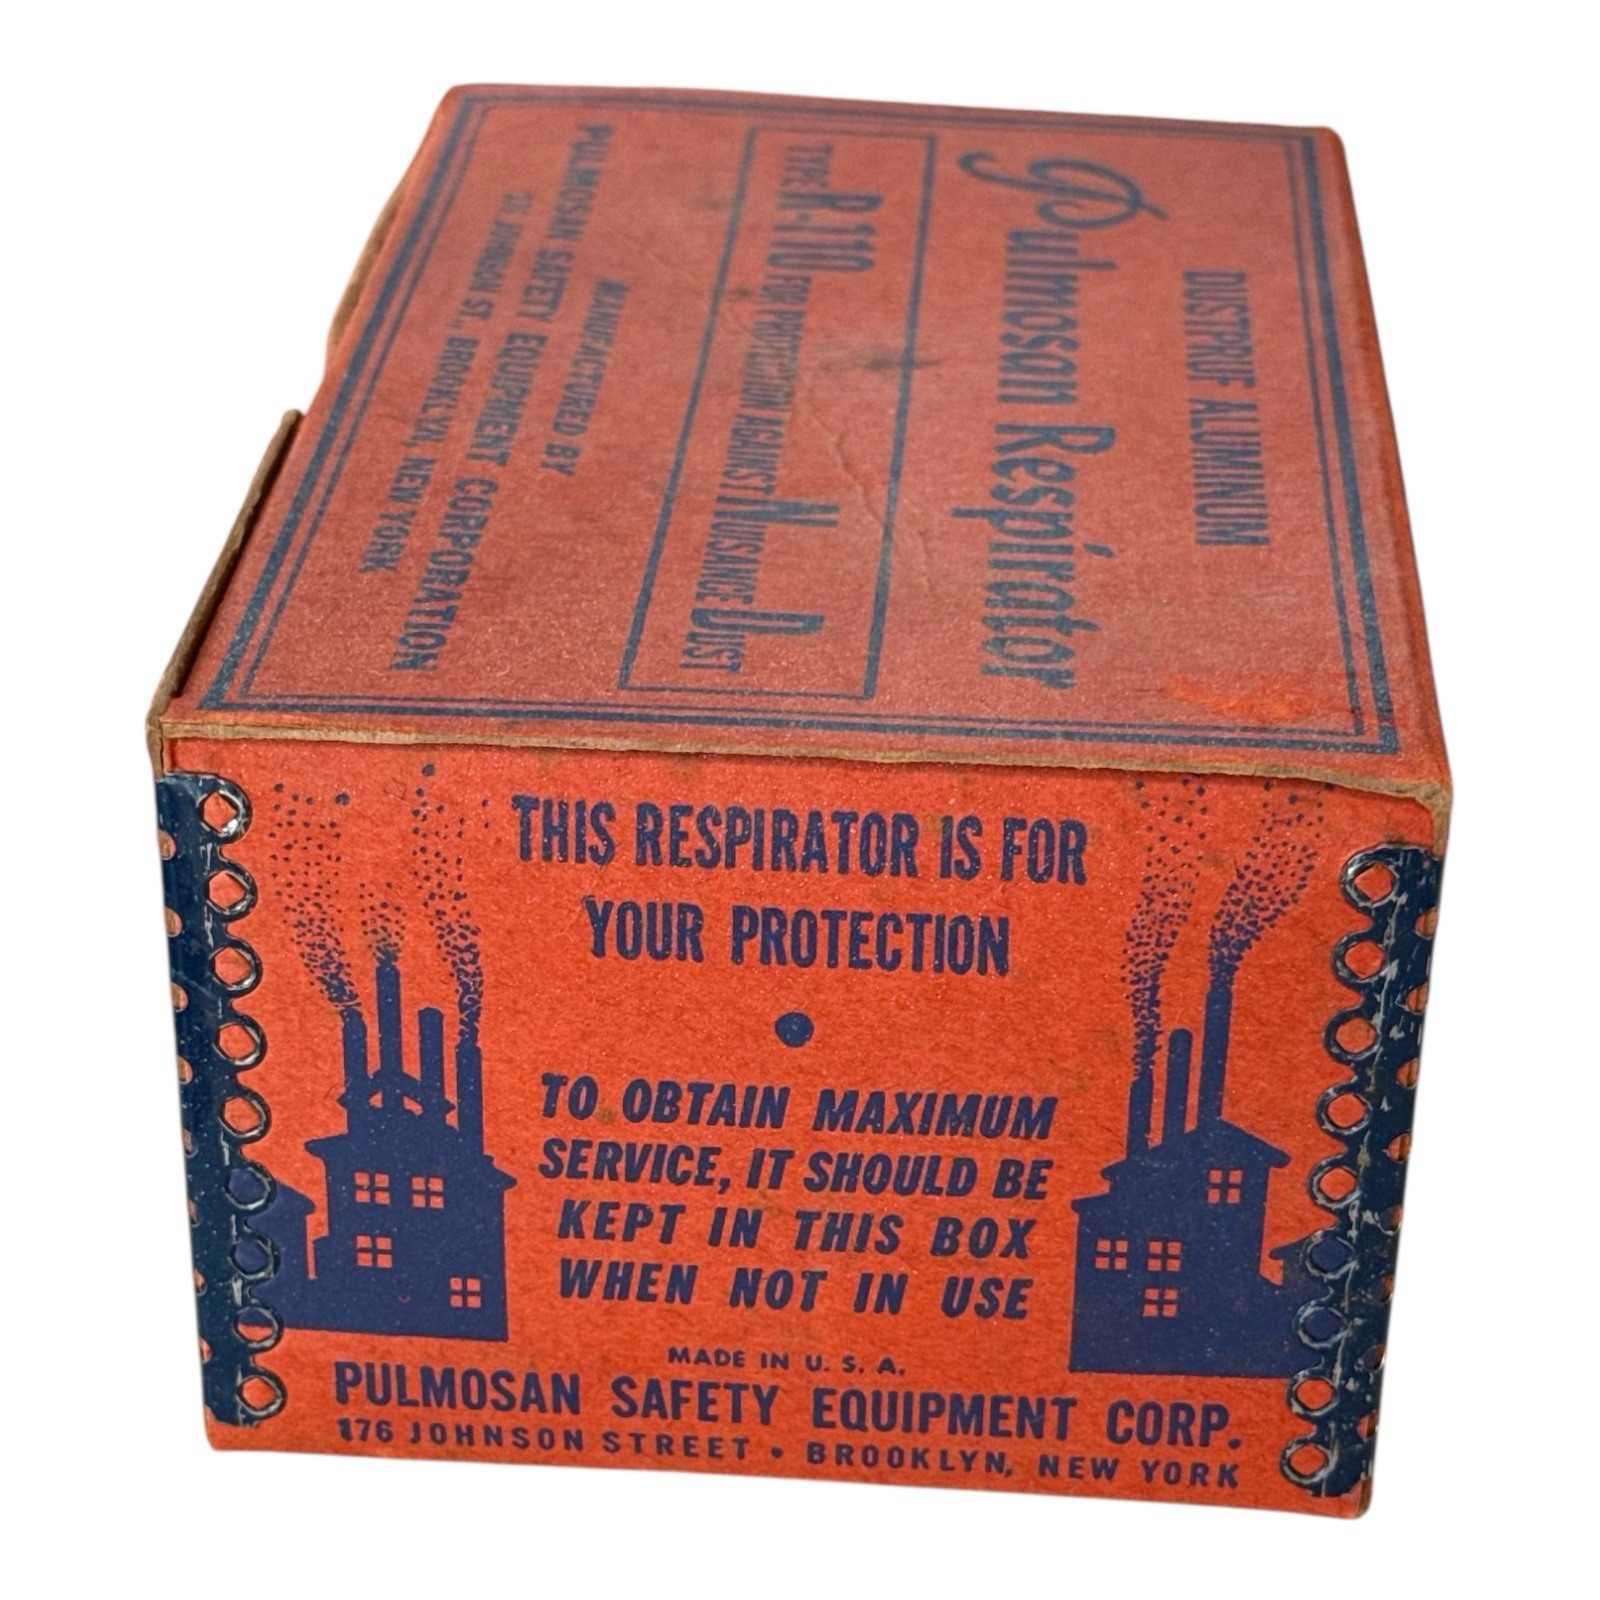 DUSTPRUF ALUMINUM
Pulmosan Respirator
TYPE R-1110 FOR PROTECTION AGAINST NUISANCE DUST
MANUFACTURED BY
PULMOSAN SAFETY EQUIPMENT CORPORATION
JOHNSON ST., BROOKLYN, NEW YORK
THIS RESPIRATOR IS FOR
YOUR PROTECTION
TO OBTAIN MAXIMUM
SERVICE, IT SHOULD BE
KEPT IN THIS BOX
WHEN NOT IN USE
MADE IN U. S. A.
PULMOSAN SAFETY EQUIPMENT CORP.
176 JOHNSON STREET • BROOKLYN, NEW YORK